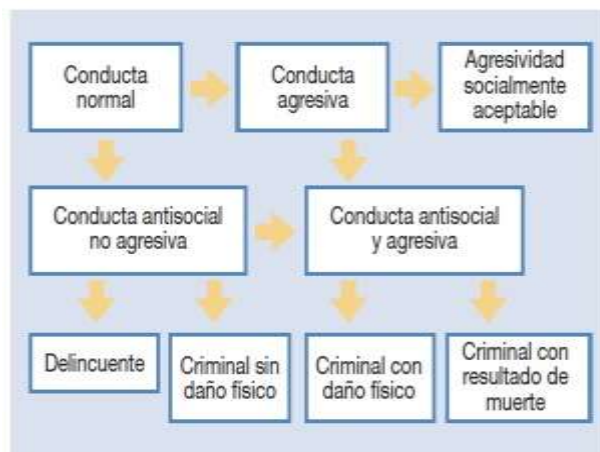 Conducta
normal
Conducta
agresiva
Agresividad
socialmente
aceptable
Conducta antisocial
no agresiva
Conducta antisocial
y agresiva
Delincuente
Criminal sin
daño físico
Criminal con
daño físico
Criminal con
resultado de
muerte